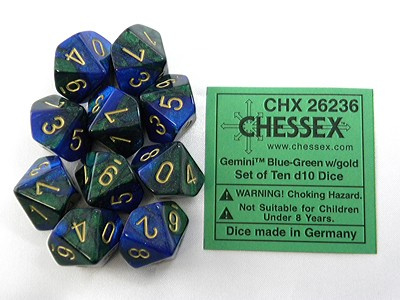 CHX 26236
CHESSEX
www.chessex.com
Gemini™ Blue-Green w/gold
Set of Ten d10 Dice
WARNING! Choking Hazard.
Not Suitable for Children
Under 8 Years.
Dice made in Germany